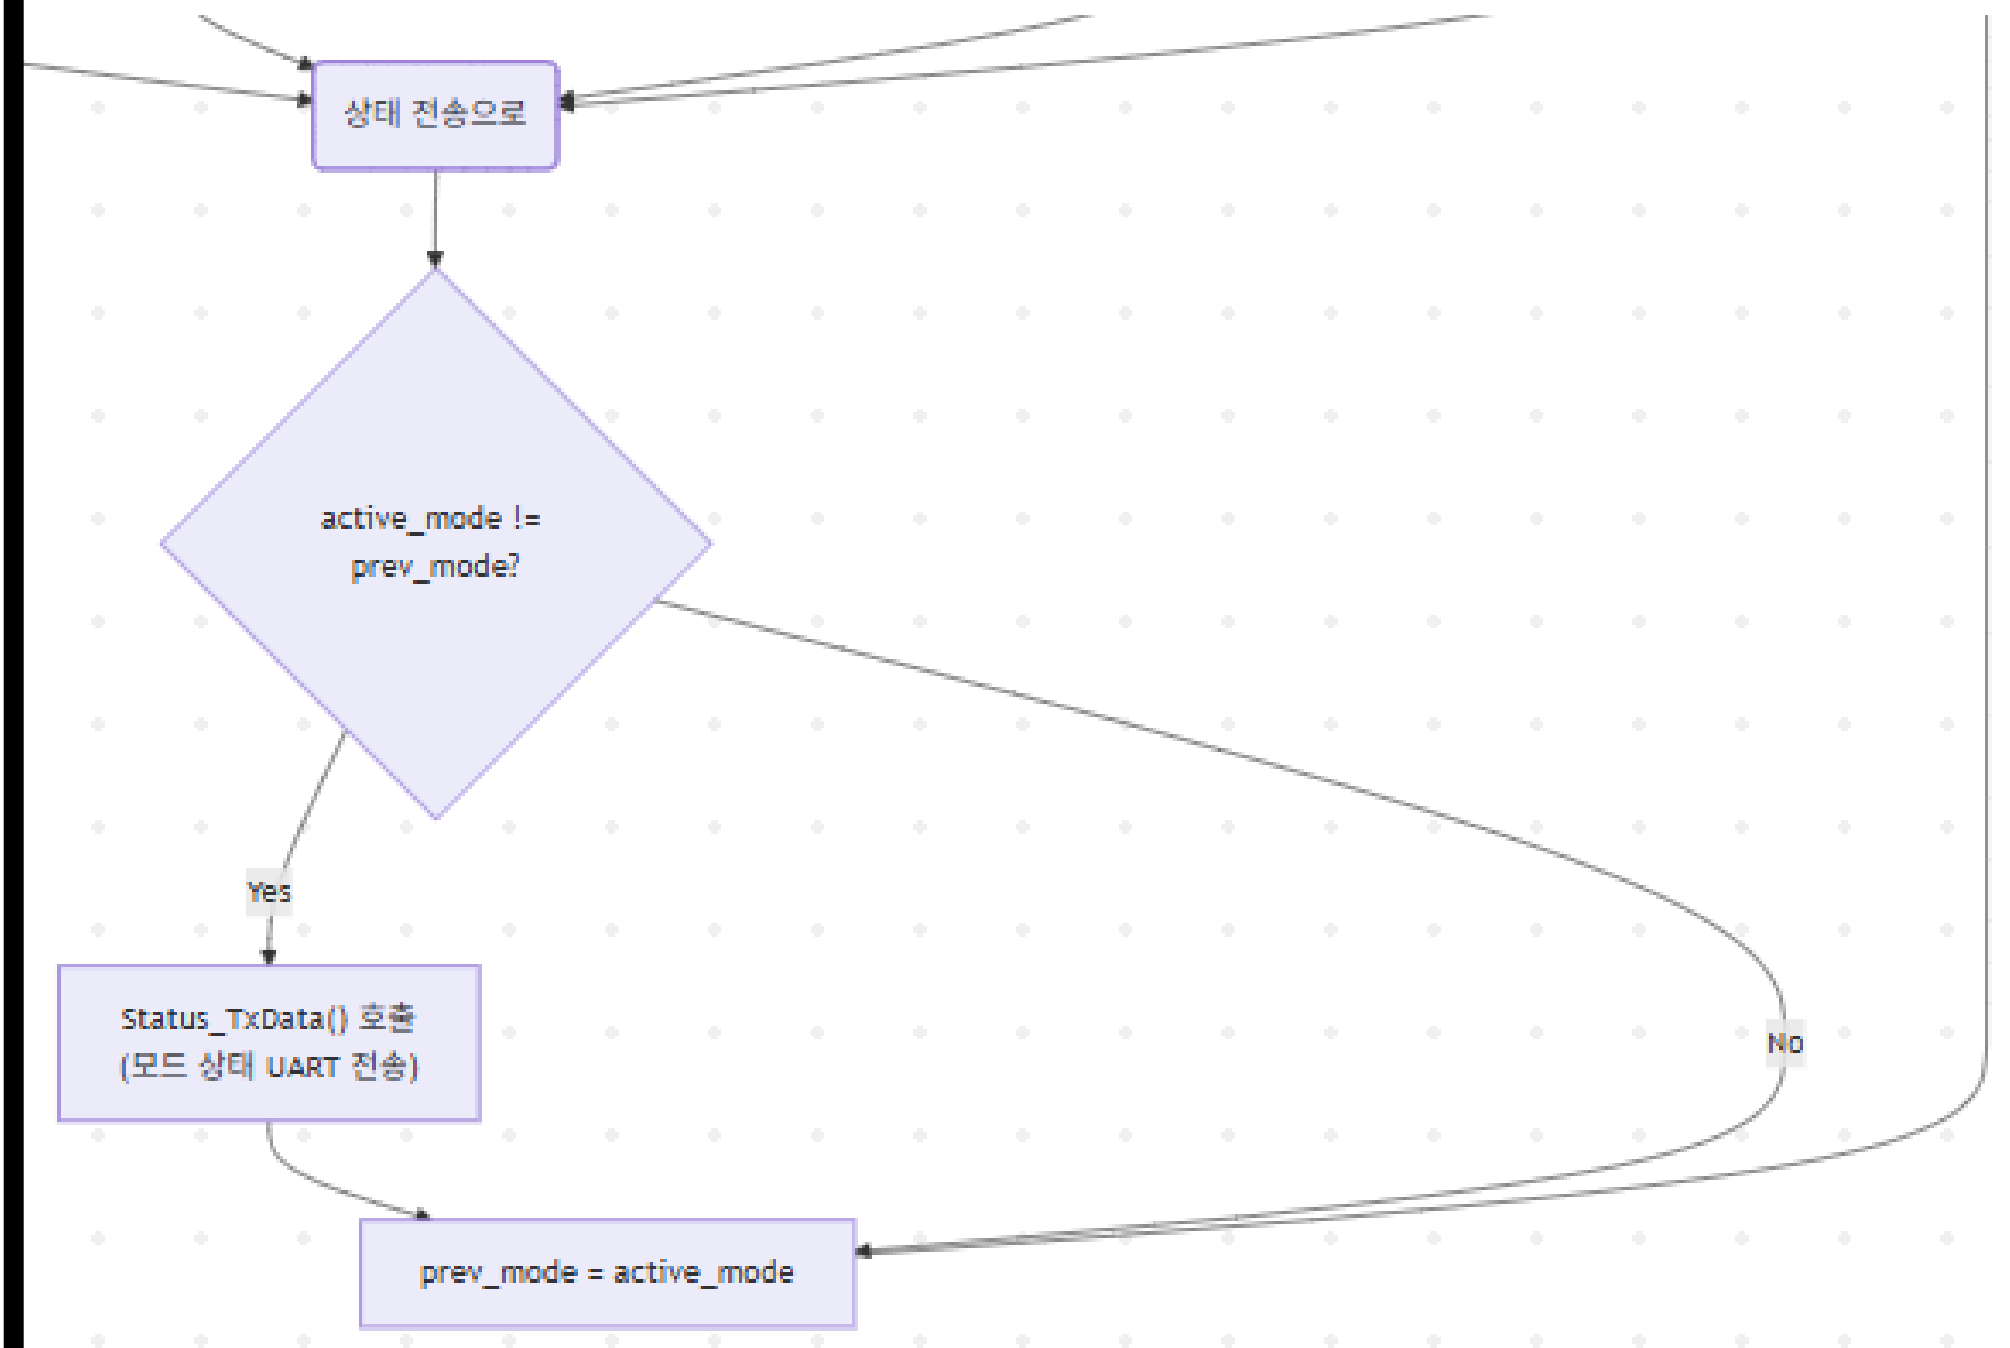 상태 전송으로
active_mode !=
prev_mode?
Yes
Status_TxData() 호출
(모드 상태 UART 전송)
No
prev_mode = active_mode